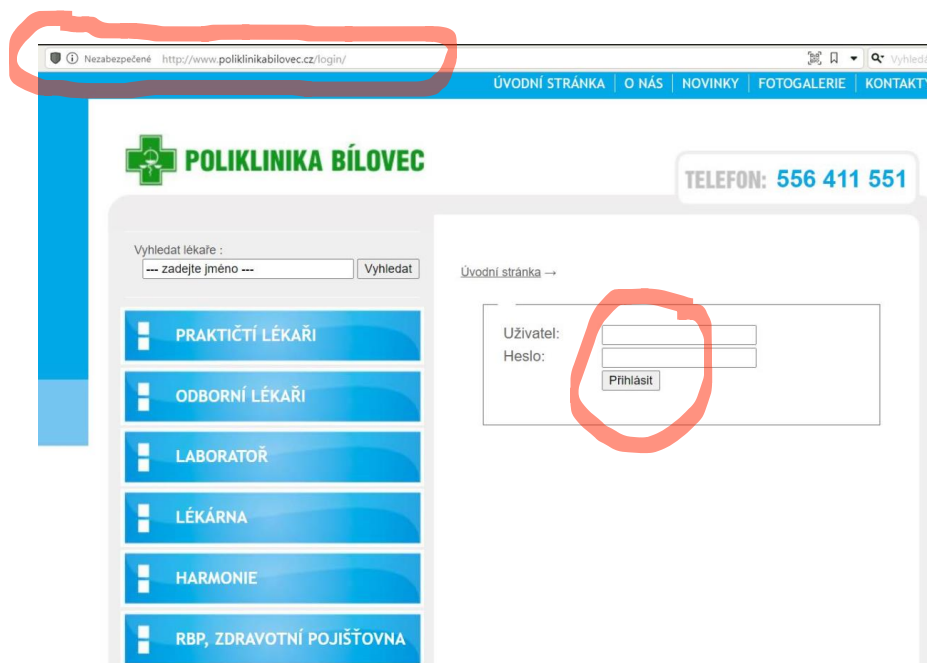 Nezabezpečené http://www.poliklinikabilovec.cz/login/
ÚVODNÍ STRÁNKA | O NÁS | NOVINKY | FOTOGALERIE | KONTAKTY
POLIKLINIKA BÍLOVEC
TELEFON: 556 411 551
Vyhledat lékaře :
--- zadejte jméno --- Vyhledat
Úvodní stránka →
Uživatel:
Heslo:
Přihlásit
PRAKTIČTÍ LÉKAŘI
ODBORNÍ LÉKAŘI
LABORATOŘ
LÉKÁRNA
HARMONIE
RBP, ZDRAVOTNÍ POJIŠŤOVNA